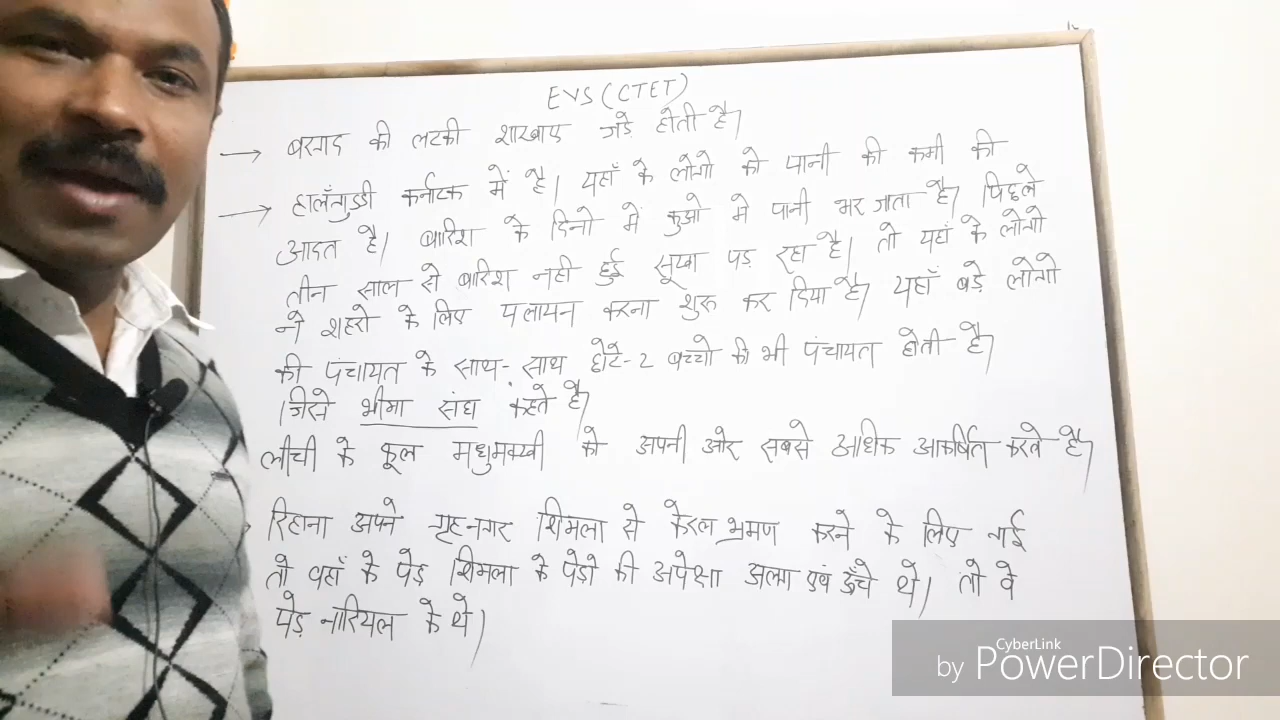 EVS (CTET)
→ बरगद की लटकी शाखाए जड़े होती है।
→ हालँगुडी कर्नाटक में है। यहाँ के लोगो को पानी की कमी की
आदत है। बारिश के दिनो में कुओ मे पानी भर जाता है। पिछले
तीन साल से बारिश नही हुई सूखा पड़ रहा है। तो यहाँ के लोगो
ने शहरो के लिए पलायन करना शुरू कर दिया है। यहाँ बड़े लोगो
की पंचायत के साथ-साथ छोटे-2 बच्चो की भी पंचायत होती है।
जिसे भीमा संघ कहते है।
लीची के फूल मधुमक्खी को अपनी ओर सबसे अधिक आकर्षित करते है।
रिहाना अपने गृहनगर शिमला से केरल भ्रमण करने के लिए गई
तो वहाँ के पेड़ शिमला के पेड़ो की अपेक्षा अलग एवं ऊँचे थे। तो वे
पेड़ नारियल के थे।
CyberLink
by PowerDirector